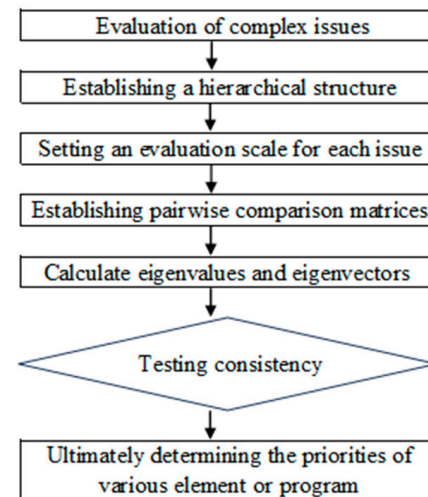 Evaluation of complex issues
Establishing a hierarchical structure
Setting an evaluation scale for each issue
Establishing pairwise comparison matrices
Calculate eigenvalues and eigenvectors
Testing consistency
Ultimately determining the priorities of
various element or program